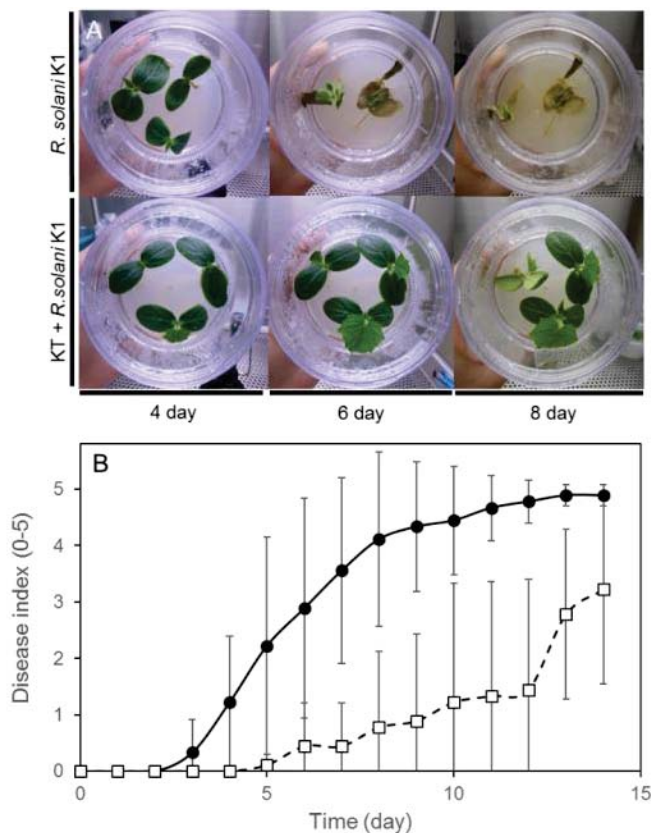 A
R. solani K1
KT + R.solani K1
4 day
6 day
8 day
B
Disease index (0-5)
5
4
3
2
1
0
0
5
10
15
Time (day)